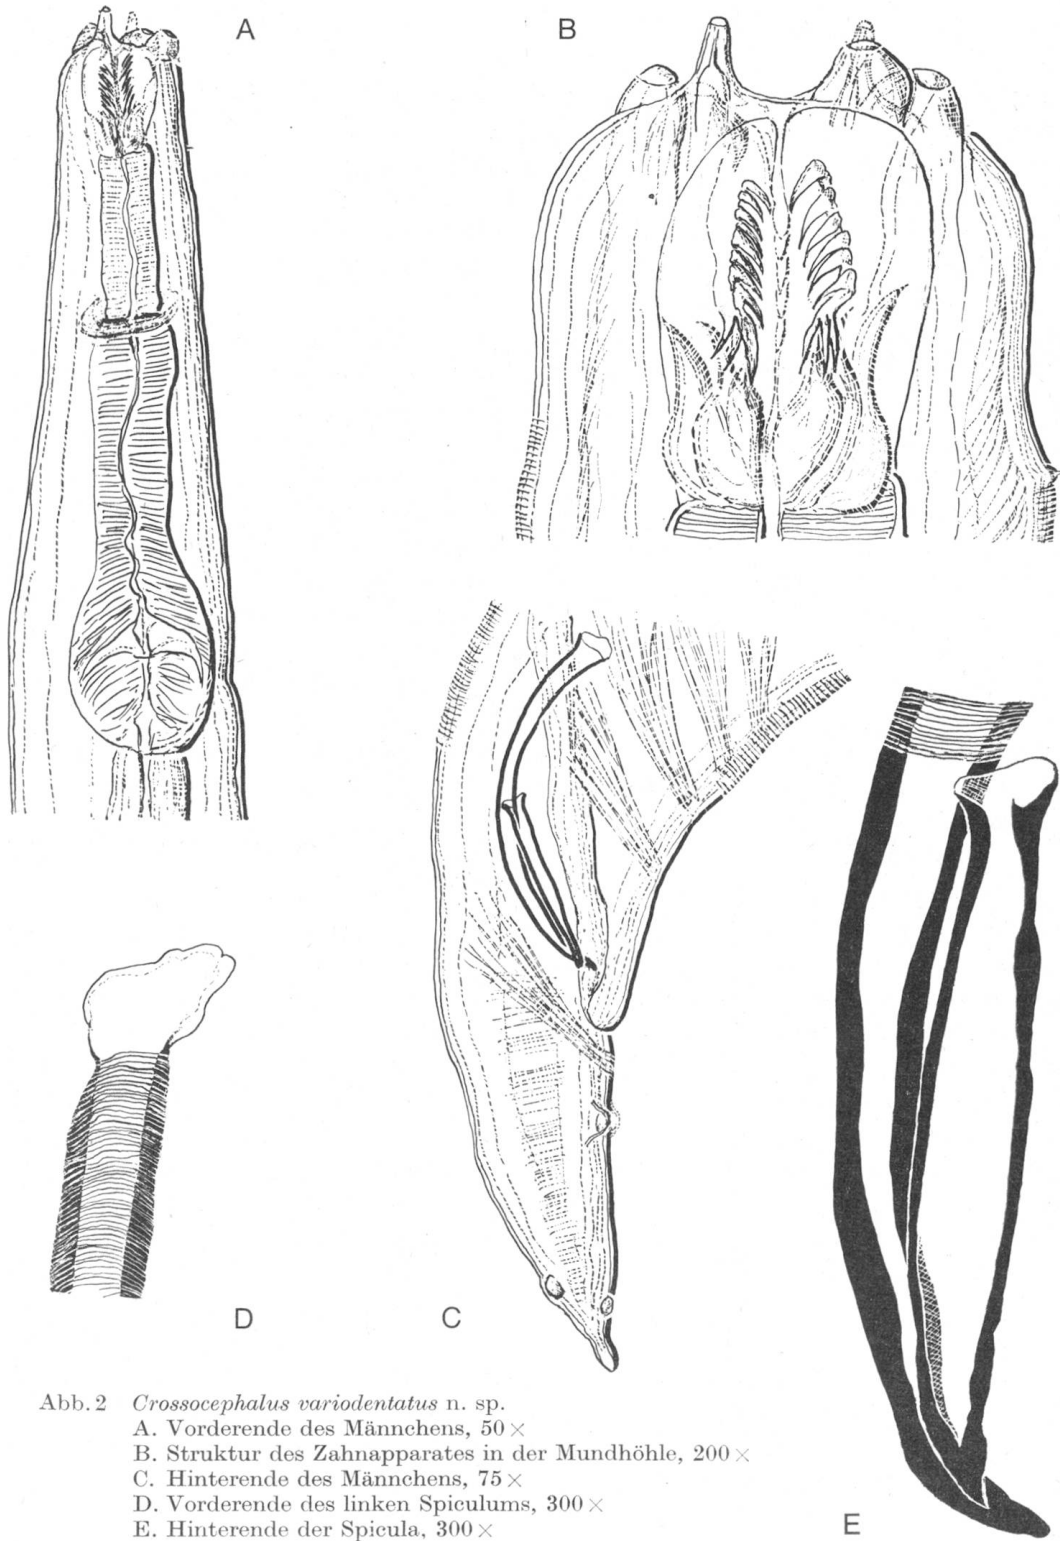 A
B
D
C
E
Abb. 2 Crossocephalus variodentatus n. sp.
A. Vorderende des Männchens, 50 ×
B. Struktur des Zahnapparates in der Mundhöhle, 200 ×
C. Hinterende des Männchens, 75 ×
D. Vorderende des linken Spiculums, 300 ×
E. Hinterende der Spicula, 300 ×